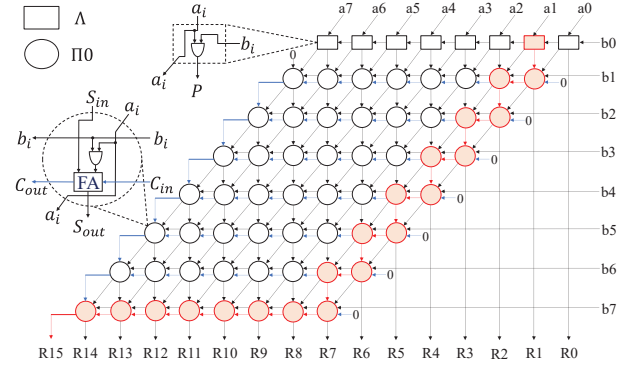 a7 a6 a5 a4 a3 a2 a1 a0
Λ
a_i
b0
b_i
0
Π0
a_i
P
b1
0
S_in
a_i
b2
0
b_i
b_i
b3
0
FA
C_out
C_in
b4
0
a_i
S_out
b5
0
b6
0
b7
0
R15 R14 R13 R12 R11 R10 R9 R8 R7 R6 R5 R4 R3 R2 R1 R0